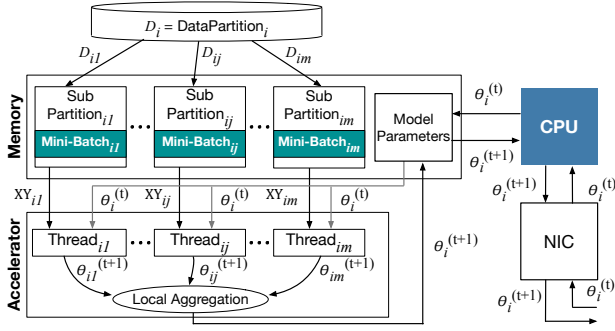 D_i = DataPartition_i
D_i1 D_ij D_im
Memory
Sub Partition_i1
Mini-Batch_i1
Sub Partition_ij
Mini-Batch_ij
Sub Partition_im
Mini-Batch_im
Model Parameters
θ_i^(t)
θ_i^(t+1)
CPU
XY_i1 θ_i^(t) XY_ij θ_i^(t) XY_im θ_i^(t)
θ_i^(t+1) θ_i^(t)
Accelerator
Thread_i1 Thread_ij Thread_im
θ_i1^(t+1) θ_ij^(t+1) θ_im^(t+1)
Local Aggregation
θ_i^(t+1)
NIC
θ_i^(t+1) θ_i^(t)